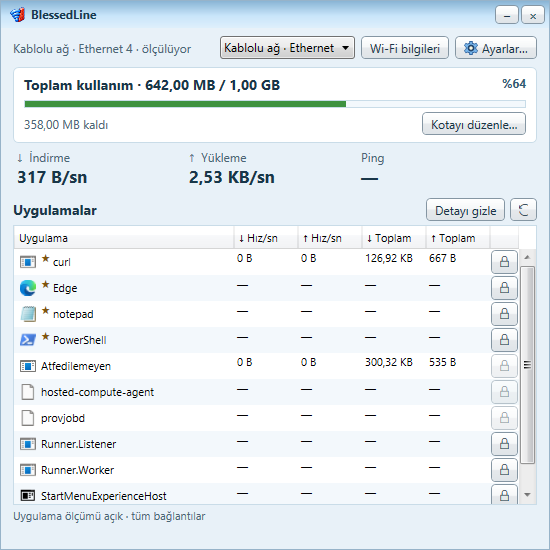 BlessedLine
Kablolu ağ · Ethernet 4 · ölçülüyor
Kablolu ağ · Ethernet
Wi-Fi bilgileri
Ayarlar...
Toplam kullanım · 642,00 MB / 1,00 GB
%64
358,00 MB kaldı
Kotayı düzenle...
↓ İndirme
↑ Yükleme
Ping
317 B/sn
2,53 KB/sn
—
Uygulamalar
Detayı gizle
Uygulama ↓ Hız/sn ↑ Hız/sn ↓ Toplam ↑ Toplam
★ curl 0 B 0 B 126,92 KB 667 B
★ Edge — — — —
★ notepad — — — —
★ PowerShell — — — —
Atfedilemeyen 0 B 0 B 300,32 KB 535 B
hosted-compute-agent — — — —
provjobd — — — —
Runner.Listener — — — —
Runner.Worker — — — —
StartMenuExperienceHost — — — —
Uygulama ölçümü açık · tüm bağlantılar